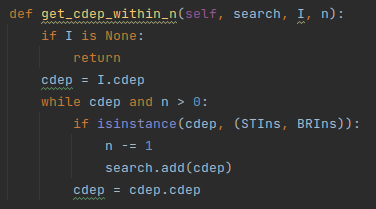 def get_cdep_within_n(self, search, I, n):
    if I is None:
        return
    cdep = I.cdep
    while cdep and n > 0:
        if isinstance(cdep, (STIns, BRIns)):
            n -= 1
            search.add(cdep)
        cdep = cdep.cdep